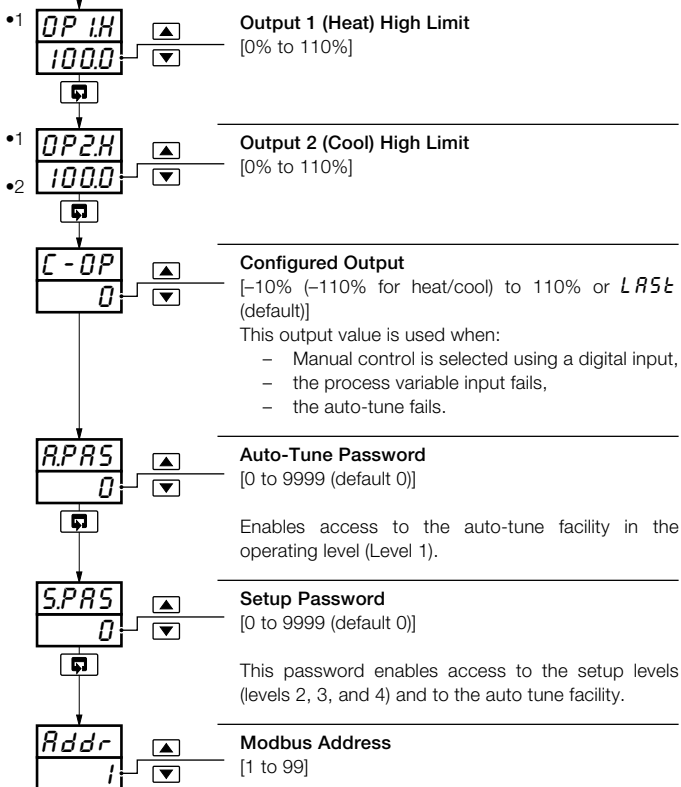 •1
OP1.H
100.0
Output 1 (Heat) High Limit
[0% to 110%]
•1
OP2.H
•2
100.0
Output 2 (Cool) High Limit
[0% to 110%]
C-OP
0
Configured Output
[–10% (–110% for heat/cool) to 110% or LASt
(default)]
This output value is used when:
– Manual control is selected using a digital input,
– the process variable input fails,
– the auto-tune fails.
A.PAS
0
Auto-Tune Password
[0 to 9999 (default 0)]
Enables access to the auto-tune facility in the
operating level (Level 1).
S.PAS
0
Setup Password
[0 to 9999 (default 0)]
This password enables access to the setup levels
(levels 2, 3, and 4) and to the auto tune facility.
Addr
1
Modbus Address
[1 to 99]